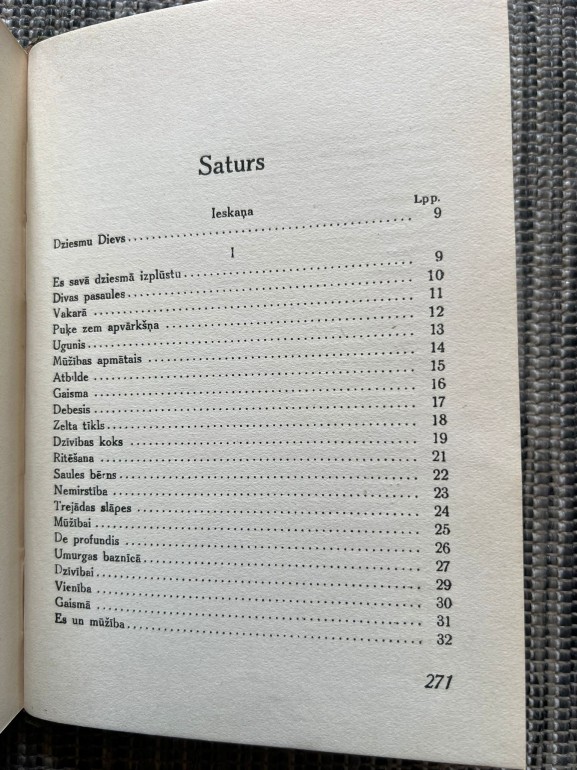 Saturs
Lpp.
Ieskaņa
Dziesmu Dievs 9
I
Es savā dziesmā izplūstu 9
Divas pasaules 10
Vakarā 11
Puķe zem apvārkšņa 12
Ugunis 13
Mūžības apmātais 14
Atbilde 15
Gaisma 16
Debesis 17
Zelta tīkls 18
Dzīvības koks 19
Ritēšana 21
Saules bērns 22
Nemirstība 23
Trejādas slāpes 24
Mūžībai 25
De profundis 26
Umurgas baznīcā 27
Dzīvībai 29
Vienība 30
Gaismā 31
Es un mūžība 32
271